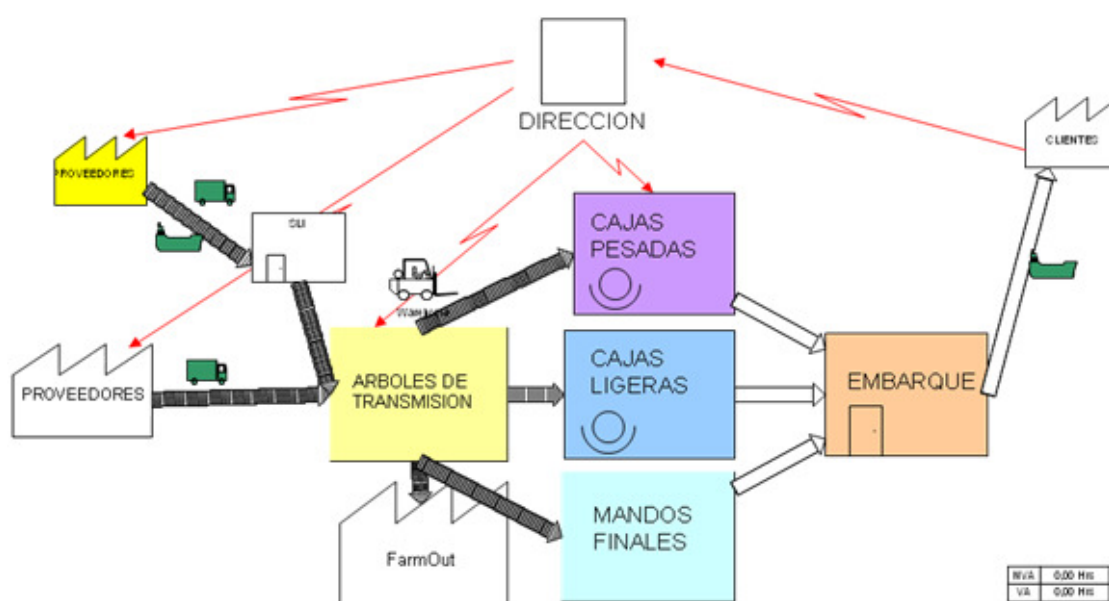 DIRECCION
CLIENTES
PROVEEDORES
SLI
CAJAS
PESADAS
PROVEEDORES
ARBOLES DE
TRANSMISION
CAJAS
LIGERAS
EMBARQUE
MANDOS
FINALES
FarmOut
NVA 0,00 Hrs
VA 0,00 Hrs